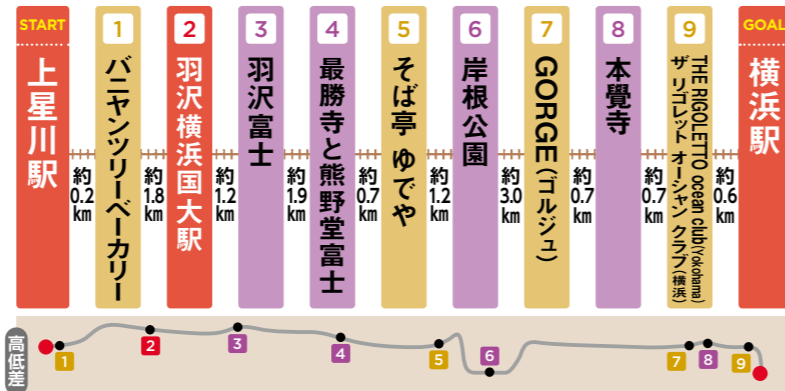 START
上星川駅
約0.2km
1
バニヤンツリーベーカリー
約1.8km
2
羽沢横浜国大駅
約1.2km
3
羽沢富士
約1.9km
4
最勝寺と熊野堂富士
約0.7km
5
そば亭 ゆでや
約1.2km
6
岸根公園
約3.0km
7
GORGE(ゴルジュ)
約0.7km
8
本覺寺
約0.7km
9
THE RIGOLETTO ocean club(Yokohama)
ザ リゴレット オーシャン クラブ(横浜)
約0.6km
GOAL
横浜駅
高低差
1
2
3
4
5
6
7
8
9